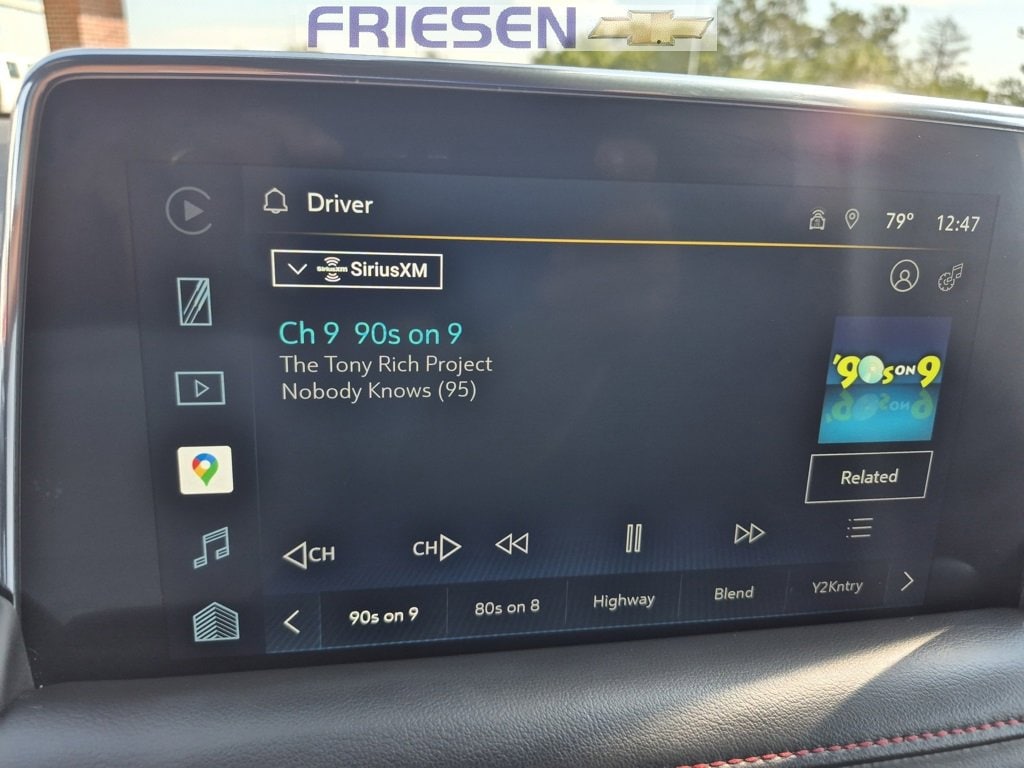 FRIESEN
Driver
79° 12:47
SiriusXM SiriusXM
Ch 9 90s on 9
The Tony Rich Project
Nobody Knows (95)
'90s ON 9
Related
CH CH
90s on 9 80s on 8 Highway Blend Y2Kntry